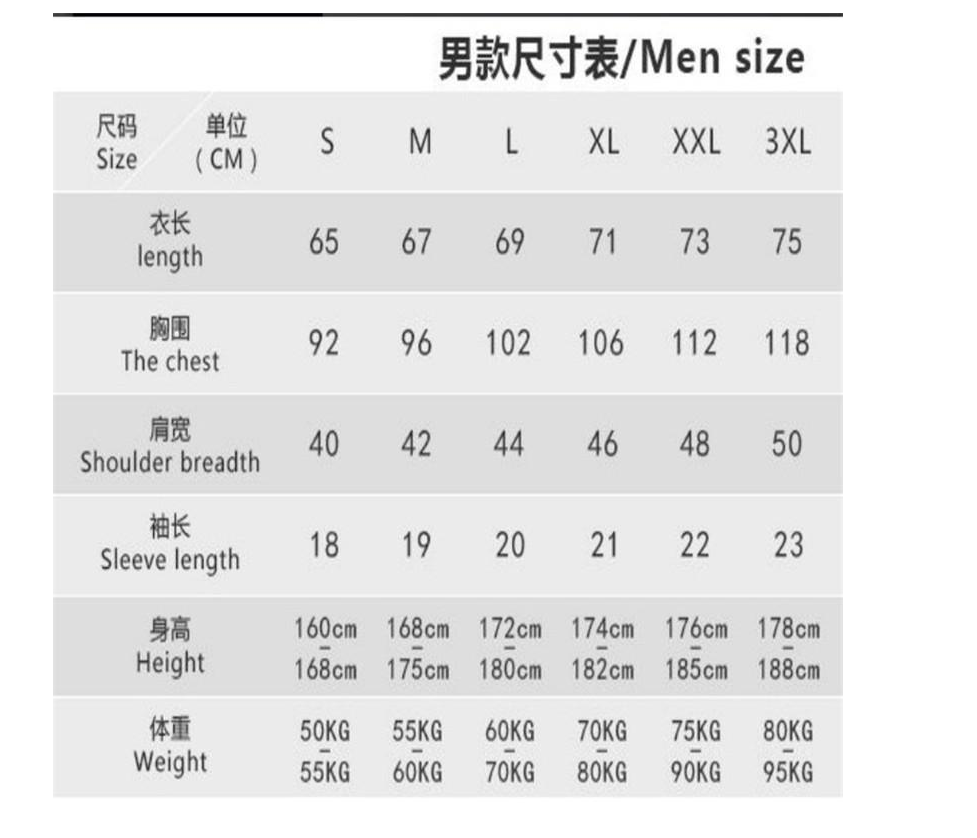 男款尺寸表/Men size
尺码 单位
Size ( CM ) S M L XL XXL 3XL
衣长
length 65 67 69 71 73 75
胸围
The chest 92 96 102 106 112 118
肩宽
Shoulder breadth 40 42 44 46 48 50
袖长
Sleeve length 18 19 20 21 22 23
身高
Height
160cm 168cm 172cm 174cm 176cm 178cm
– – – – – –
168cm 175cm 180cm 182cm 185cm 188cm
体重
Weight
50KG 55KG 60KG 70KG 75KG 80KG
– – – – – –
55KG 60KG 70KG 80KG 90KG 95KG